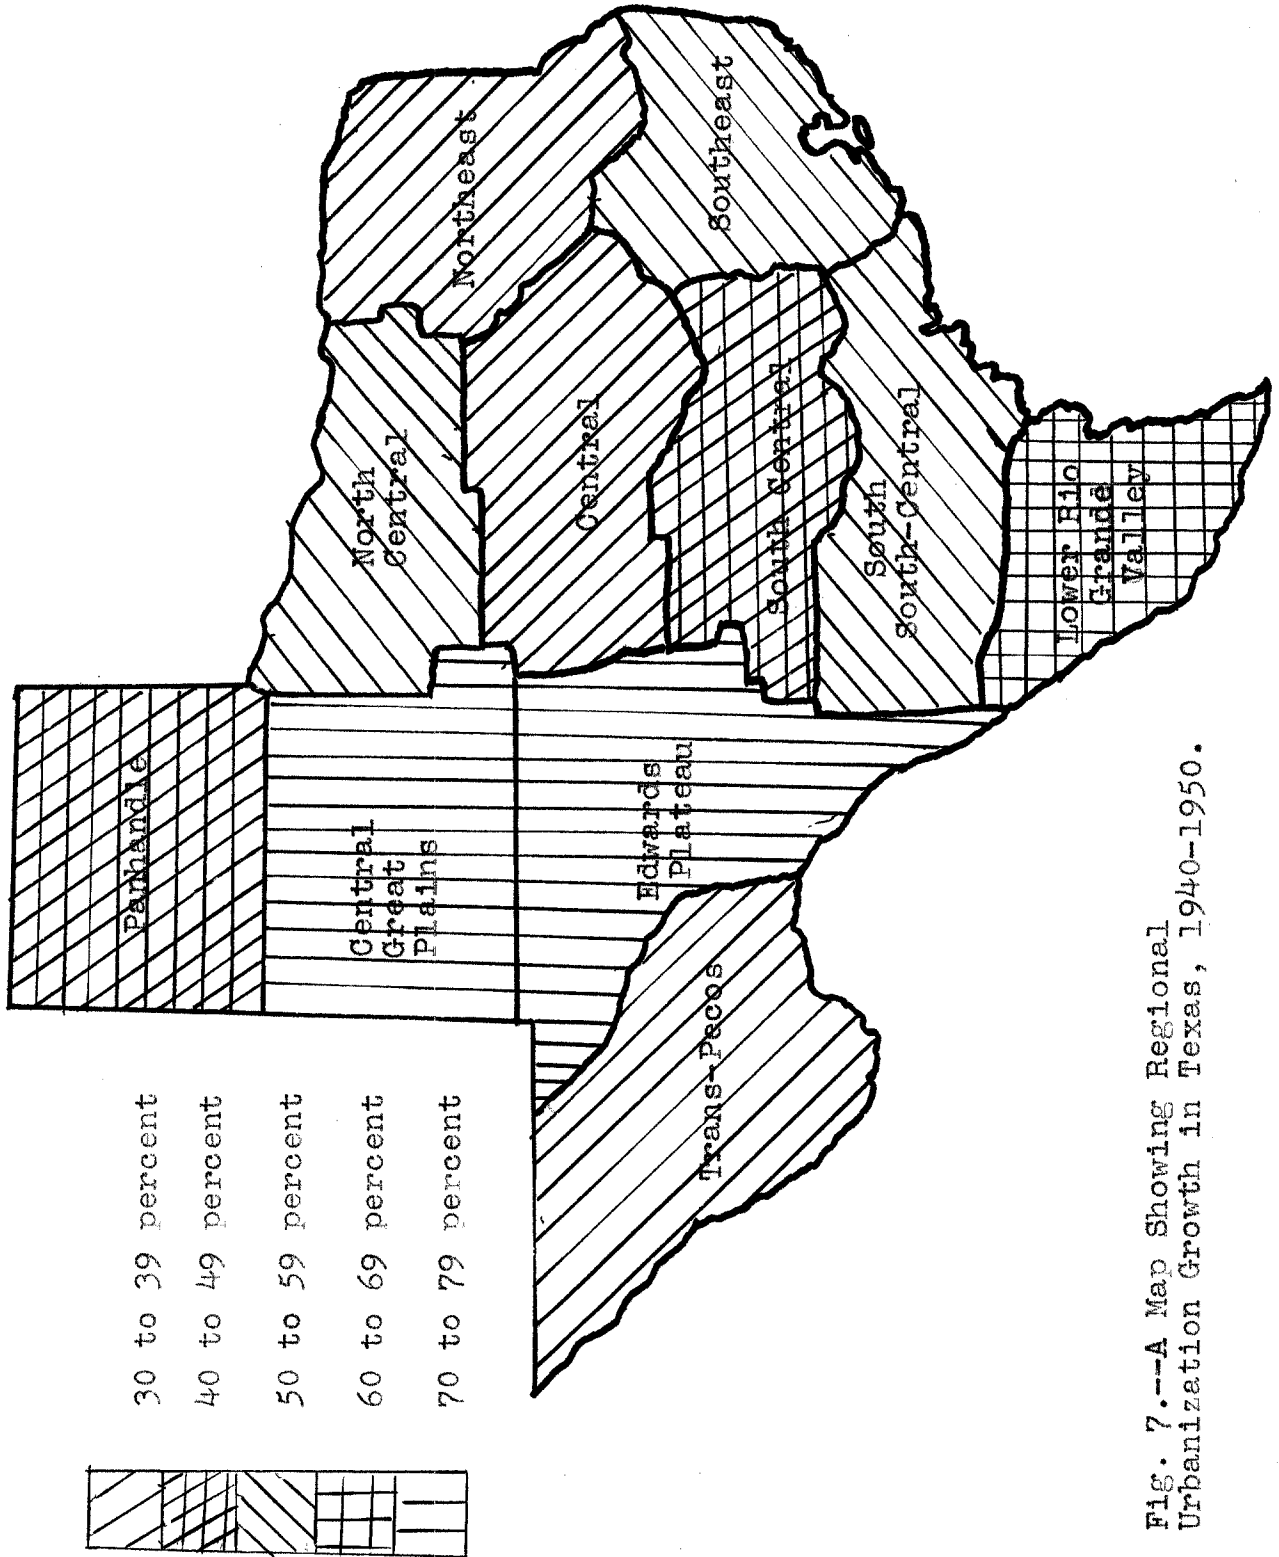 30 to 39 percent
40 to 49 percent
50 to 59 percent
60 to 69 percent
70 to 79 percent
Panhandle
Central
Great
Plains
North
Central
Northeast
Edwards
Plateau
Trans-Pecos
Central
Southeast
South Central
South
South-Central
Lower Rio
Grande
Valley
Fig. 7.--A Map Showing Regional
Urbanization Growth in Texas, 1940-1950.